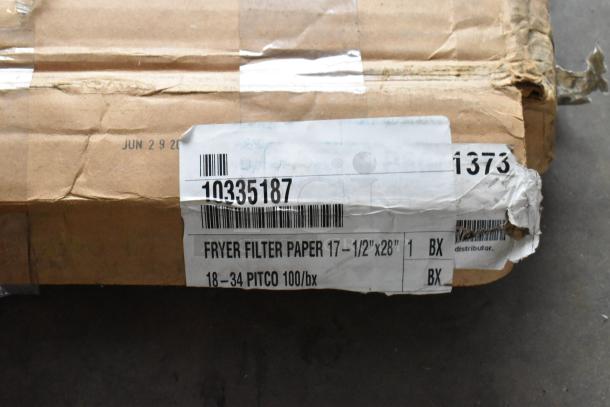 JUN 29 20
1373
10335187
FRYER FILTER PAPER 17-1/2"x28" 1 BX
distributor.
18-34 PITCO 100/bx BX